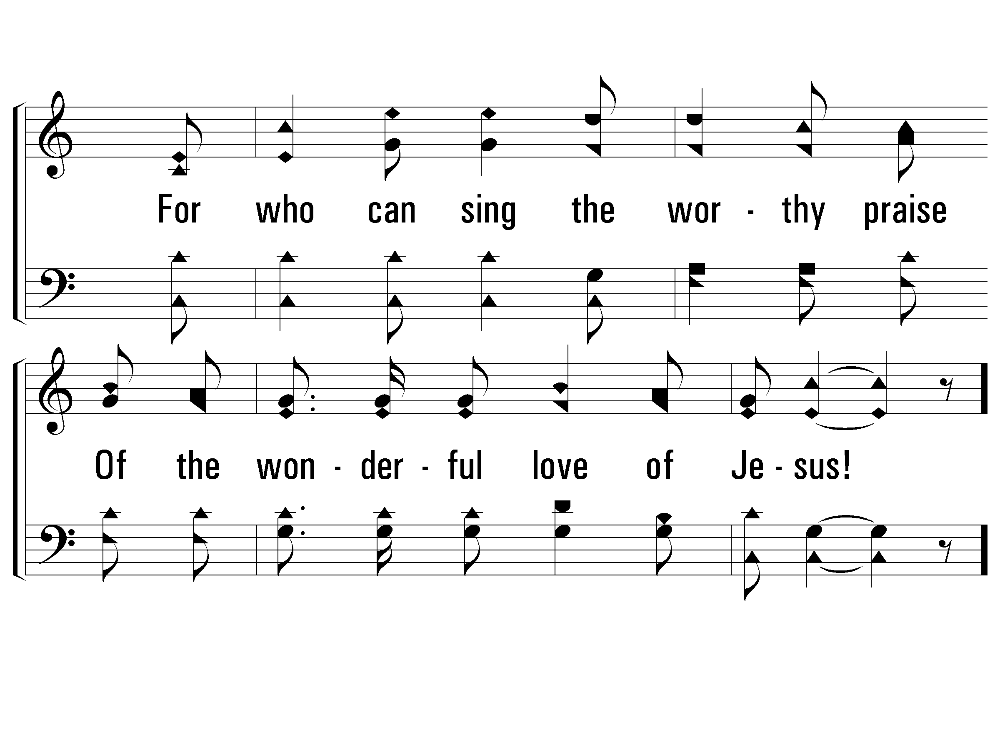 For who can sing the wor - thy praise
Of the won - der - ful love of Je - sus!